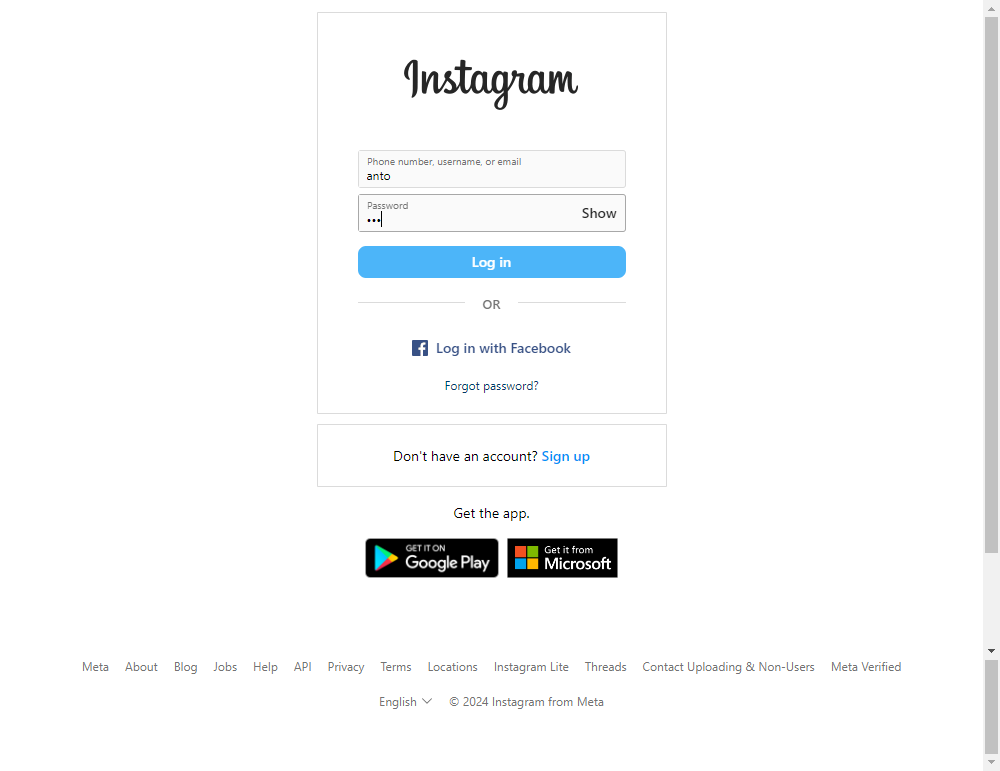 Instagram
Phone number, username, or email
anto
Password
•••
Show
Log in
OR
Log in with Facebook
Forgot password?
Don't have an account? Sign up
Get the app.
GET IT ON
Google Play
Get it from
Microsoft
Meta About Blog Jobs Help API Privacy Terms Locations Instagram Lite Threads Contact Uploading & Non-Users Meta Verified
English © 2024 Instagram from Meta